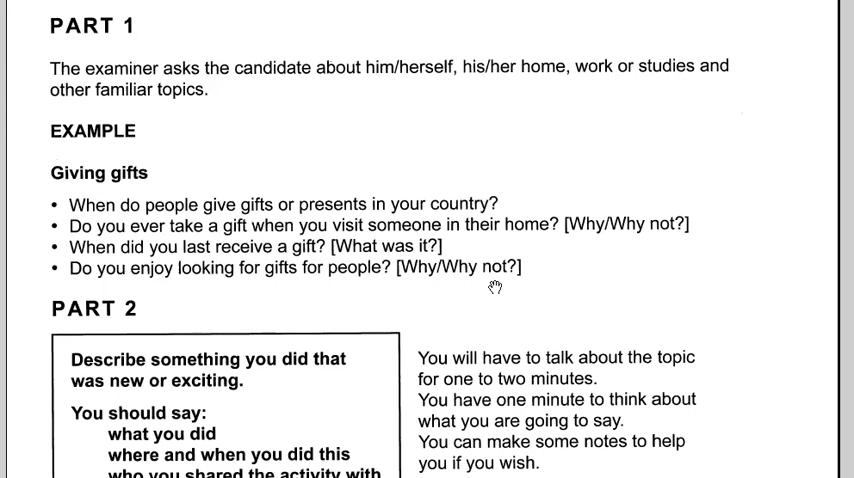 PART 1
The examiner asks the candidate about him/herself, his/her home, work or studies and
other familiar topics.
EXAMPLE
Giving gifts
• When do people give gifts or presents in your country?
• Do you ever take a gift when you visit someone in their home? [Why/Why not?]
• When did you last receive a gift? [What was it?]
• Do you enjoy looking for gifts for people? [Why/Why not?]
PART 2
Describe something you did that
was new or exciting.
You should say:
what you did
where and when you did this
who you shared the activity with
You will have to talk about the topic
for one to two minutes.
You have one minute to think about
what you are going to say.
You can make some notes to help
you if you wish.